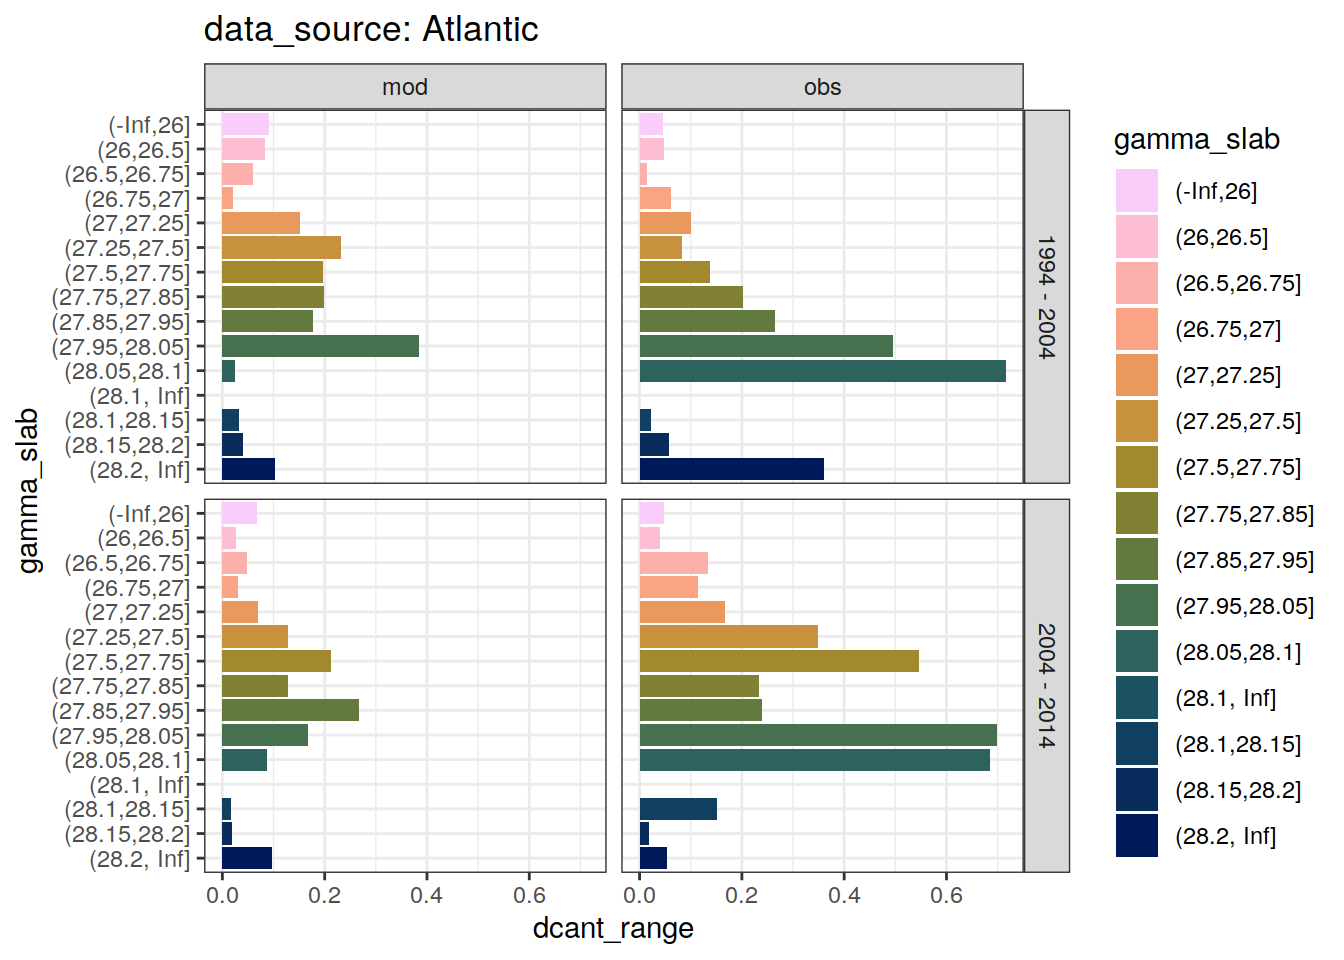 data_source: Atlantic
mod
obs
(-Inf,26]
(26,26.5]
(26.5,26.75]
(26.75,27]
(27,27.25]
(27.25,27.5]
(27.5,27.75]
(27.75,27.85]
(27.85,27.95]
(27.95,28.05]
(28.05,28.1]
(28.1, Inf]
(28.1,28.15]
(28.15,28.2]
(28.2, Inf]
1994 - 2004
(-Inf,26]
(26,26.5]
(26.5,26.75]
(26.75,27]
(27,27.25]
(27.25,27.5]
(27.5,27.75]
(27.75,27.85]
(27.85,27.95]
(27.95,28.05]
(28.05,28.1]
(28.1, Inf]
(28.1,28.15]
(28.15,28.2]
(28.2, Inf]
2004 - 2014
gamma_slab
0.0 0.2 0.4 0.6
0.0 0.2 0.4 0.6
dcant_range
gamma_slab
(-Inf,26]
(26,26.5]
(26.5,26.75]
(26.75,27]
(27,27.25]
(27.25,27.5]
(27.5,27.75]
(27.75,27.85]
(27.85,27.95]
(27.95,28.05]
(28.05,28.1]
(28.1, Inf]
(28.1,28.15]
(28.15,28.2]
(28.2, Inf]